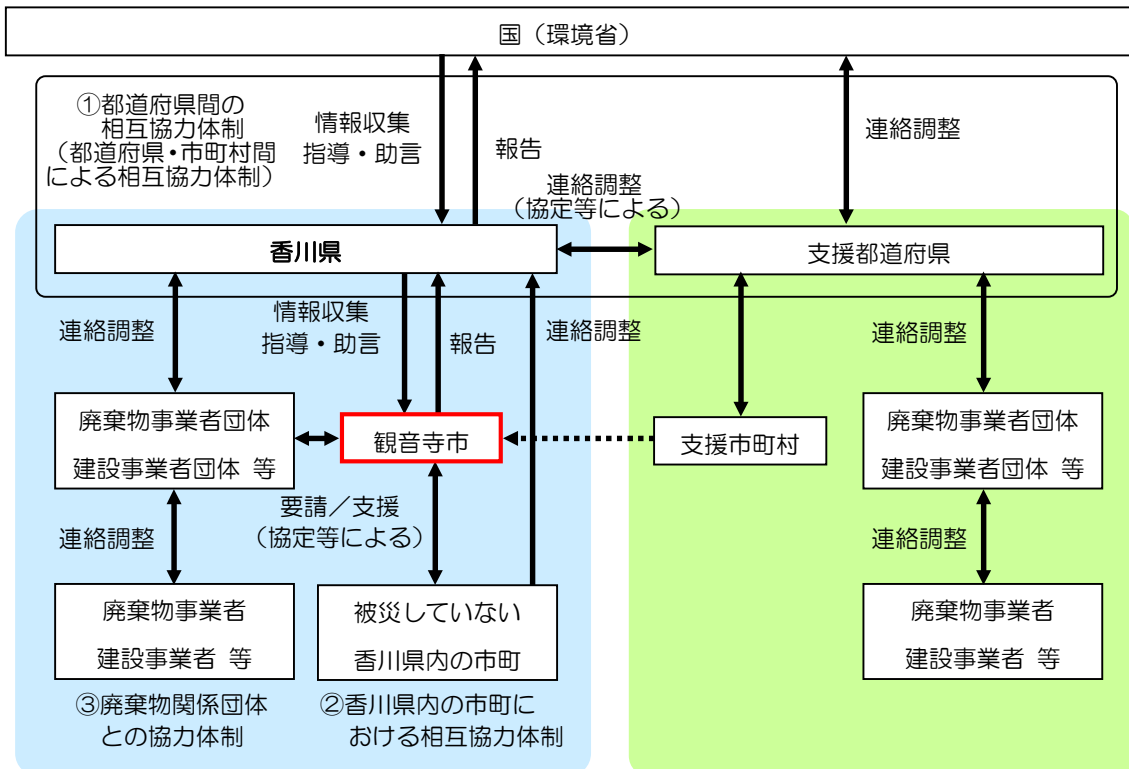 国（環境省）
①都道府県間の
相互協力体制
（都道府県・市町村間
による相互協力体制）
情報収集
指導・助言
報告
連絡調整
連絡調整
（協定等による）
香川県
支援都道府県
連絡調整
情報収集
指導・助言
報告
連絡調整
連絡調整
廃棄物事業者団体
建設事業者団体 等
観音寺市
支援市町村
廃棄物事業者団体
建設事業者団体 等
連絡調整
要請／支援
（協定等による）
連絡調整
廃棄物事業者
建設事業者 等
被災していない
香川県内の市町
廃棄物事業者
建設事業者 等
③廃棄物関係団体
との協力体制
②香川県内の市町に
おける相互協力体制